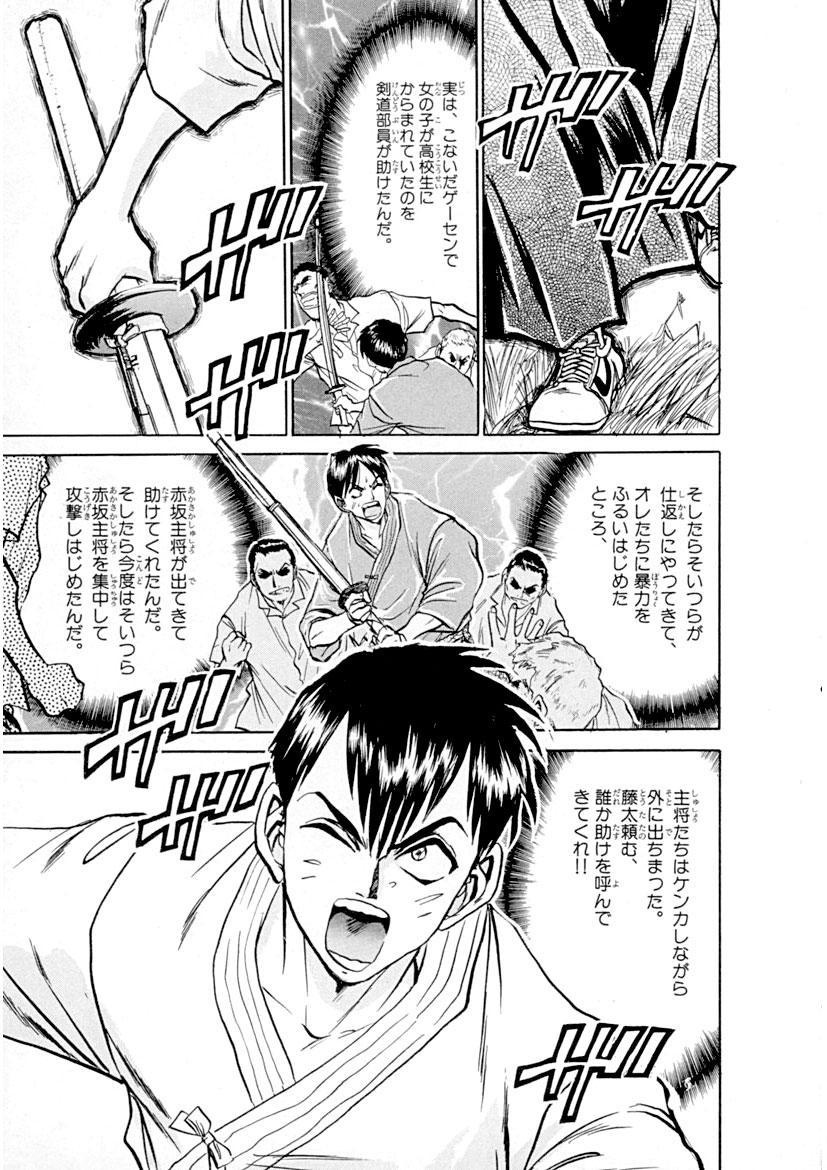 ザッ
ザッ
実は、こないだゲーセンで
女の子が高校生に
からまれていたのを
剣道部員が助けたんだ。
ザッ
ザッ
そしたらそいつらが
仕返しにやってきて、
オレたちに暴力を
ふるいはじめた
ところ、
赤坂主将が出てきて
助けてくれたんだ。
そしたら今度はそいつら
赤坂主将を集中して
攻撃しはじめたんだ。
主将たちはケンカしながら
外に出ちまった。
藤太頼む、
誰か助けを呼んで
きてくれ!!
ザッ
ザッ